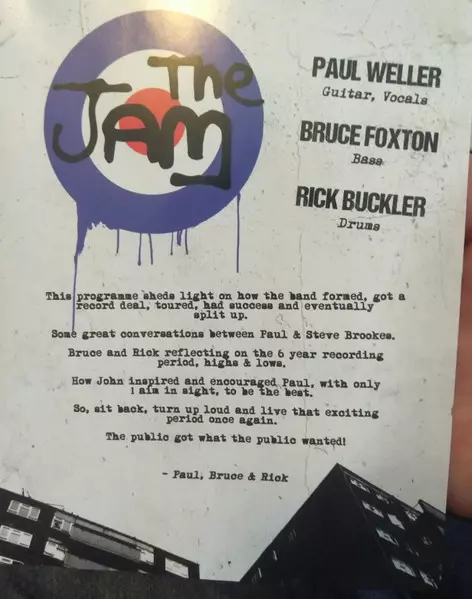 The
JAM
PAUL WELLER
Guitar, Vocals
BRUCE FOXTON
Bass
RICK BUCKLER
Drums
This programme sheds light on how the band formed, got a
record deal, toured, had success and eventually
split up.
Some great conversations between Paul & Steve Brookes.
Bruce and Rick reflecting on the 6 year recording
period, highs & lows.
How John inspired and encouraged Paul, with only
1 aim in sight, to be the best.
So, sit back, turn up loud and live that exciting
period once again.
The public got what the public wanted!
- Paul, Bruce & Rick